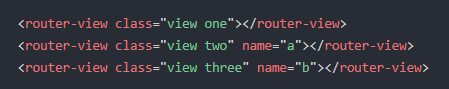 <router-view class="view one"></router-view>
<router-view class="view two" name="a"></router-view>
<router-view class="view three" name="b"></router-view>